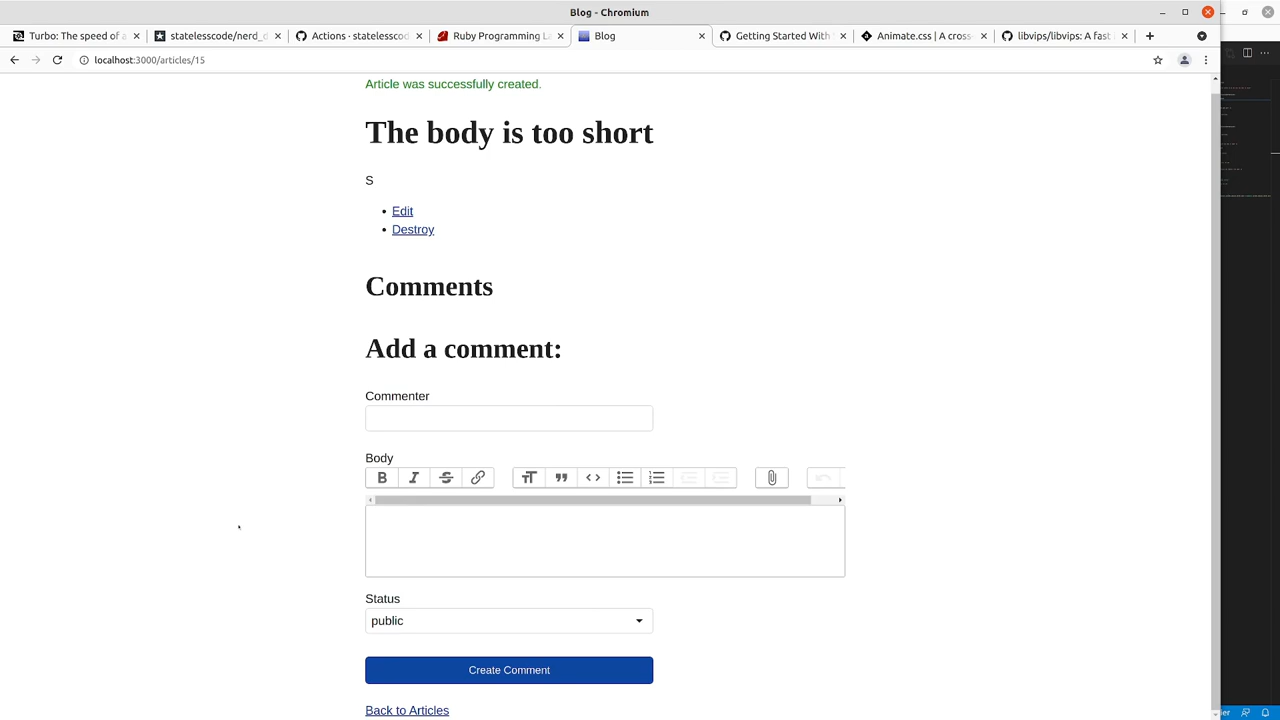 Blog - Chromium
Turbo: The speed of a
statelesscode/nerd_d
Actions · statelesscod
Ruby Programming La
Blog
Getting Started With
Animate.css | A cross-
libvips/libvips: A fast
localhost:3000/articles/15
Article was successfully created.
The body is too short
S
Edit
Destroy
Comments
Add a comment:
Commenter
Body
Status
public
Create Comment
Back to Articles